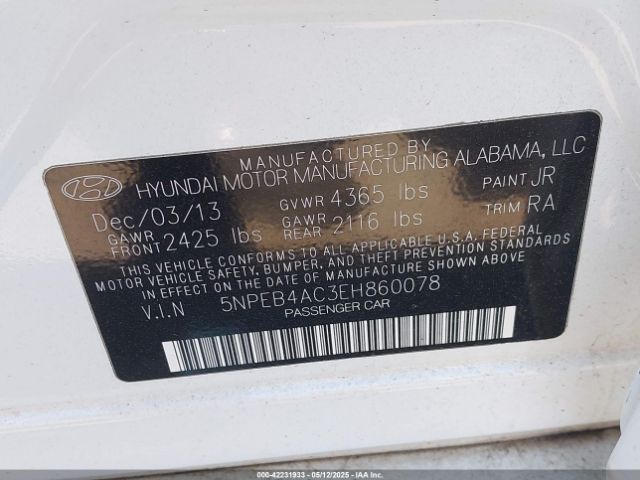 MANUFACTURED BY
HYUNDAI MOTOR MANUFACTURING ALABAMA, LLC
Dec/03/13 GVWR 4365 lbs PAINT JR
GAWR FRONT 2425 lbs GAWR REAR 2116 lbs TRIM RA
THIS VEHICLE CONFORMS TO ALL APPLICABLE U.S.A. FEDERAL
MOTOR VEHICLE SAFETY, BUMPER, AND THEFT PREVENTION STANDARDS
IN EFFECT ON THE DATE OF MANUFACTURE SHOWN ABOVE
V.I.N 5NPEB4AC3EH860078
PASSENGER CAR
000-42231933 - 05/12/2025 - IAAI.COM